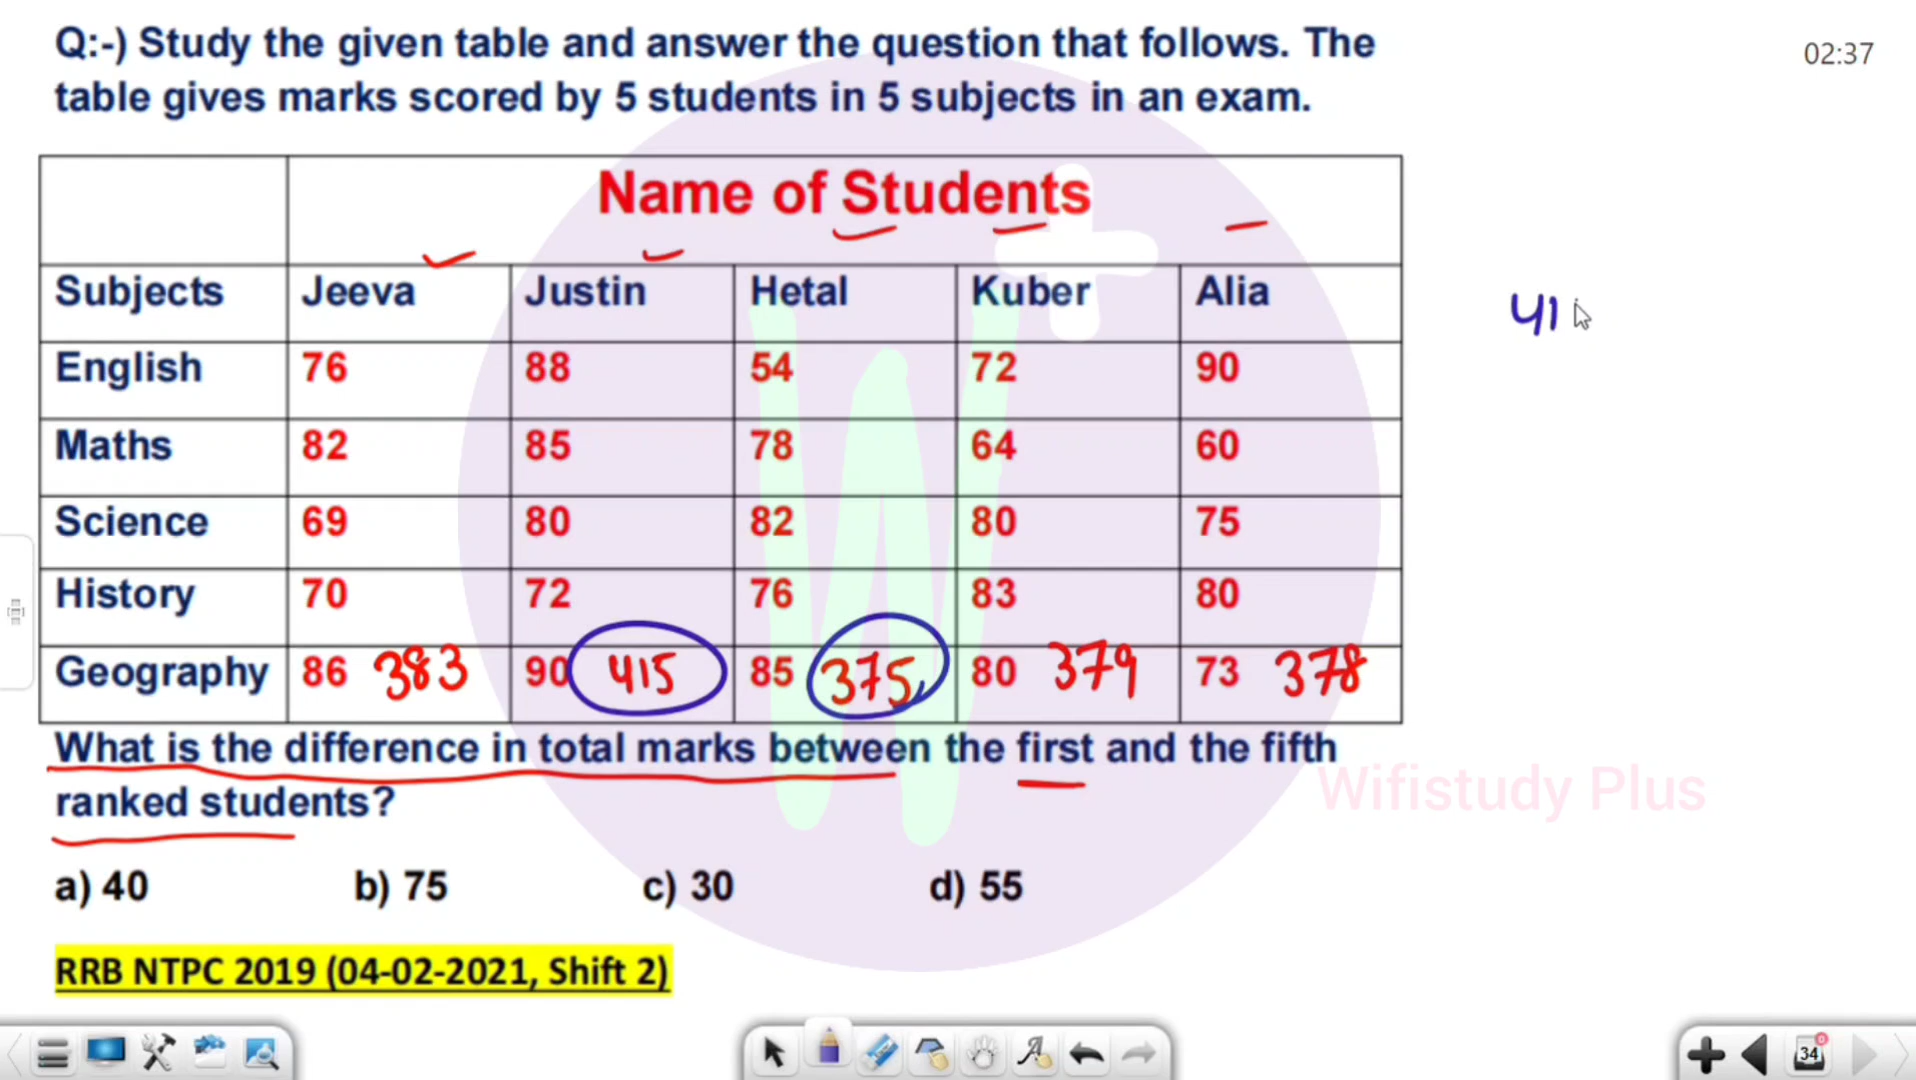 Q:-) Study the given table and answer the question that follows. The
table gives marks scored by 5 students in 5 subjects in an exam.
02:37
Name of Students
Subjects Jeeva Justin Hetal Kuber Alia
41
English 76 88 54 72 90
Maths 82 85 78 64 60
Science 69 80 82 80 75
History 70 72 76 83 80
Geography 86 383 90 415 85 375 80 379 73 378
What is the difference in total marks between the first and the fifth
ranked students?
Wifistudy Plus
a) 40 b) 75 c) 30 d) 55
RRB NTPC 2019 (04-02-2021, Shift 2)
34